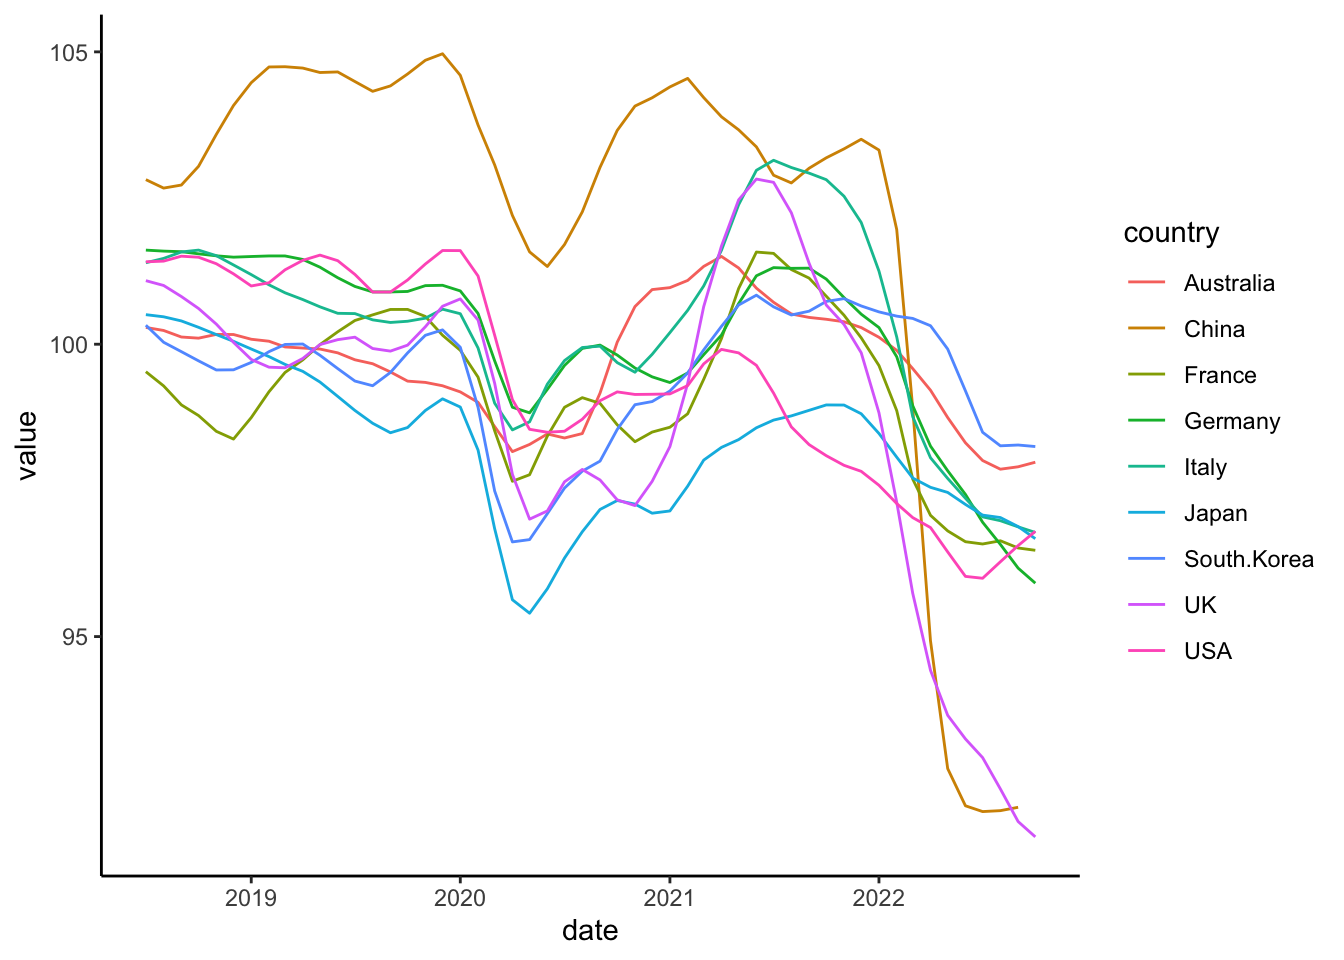 105
100
95
value
2019
2020
2021
2022
date
country
Australia
China
France
Germany
Italy
Japan
South.Korea
UK
USA